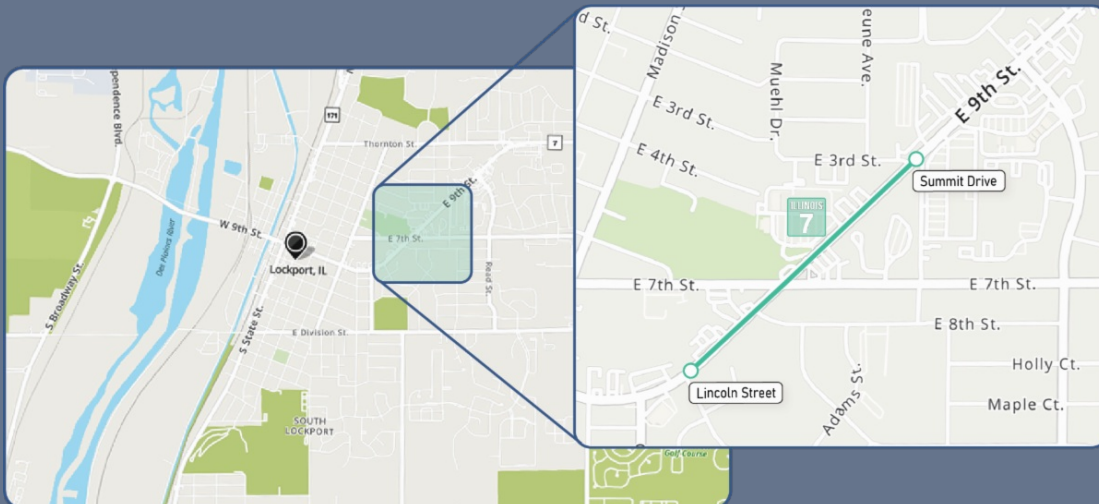 pendence Blvd.
171
Thornton St.
7
E 9th St.
W 9th St.
E 7th St.
Lockport, IL
Des Plaines River
Read St.
S Broadway St.
S State St.
E Division St.
SOUTH
LOCKPORT
Golf Course
d St.
Madison
eune Ave.
Muehl Dr.
E 9th St.
E 3rd St.
E 4th St.
E 3rd St.
Summit Drive
ILLINOIS
7
E 7th St.
E 7th St.
E 8th St.
Holly Ct.
Lincoln Street
Adams St.
Maple Ct.